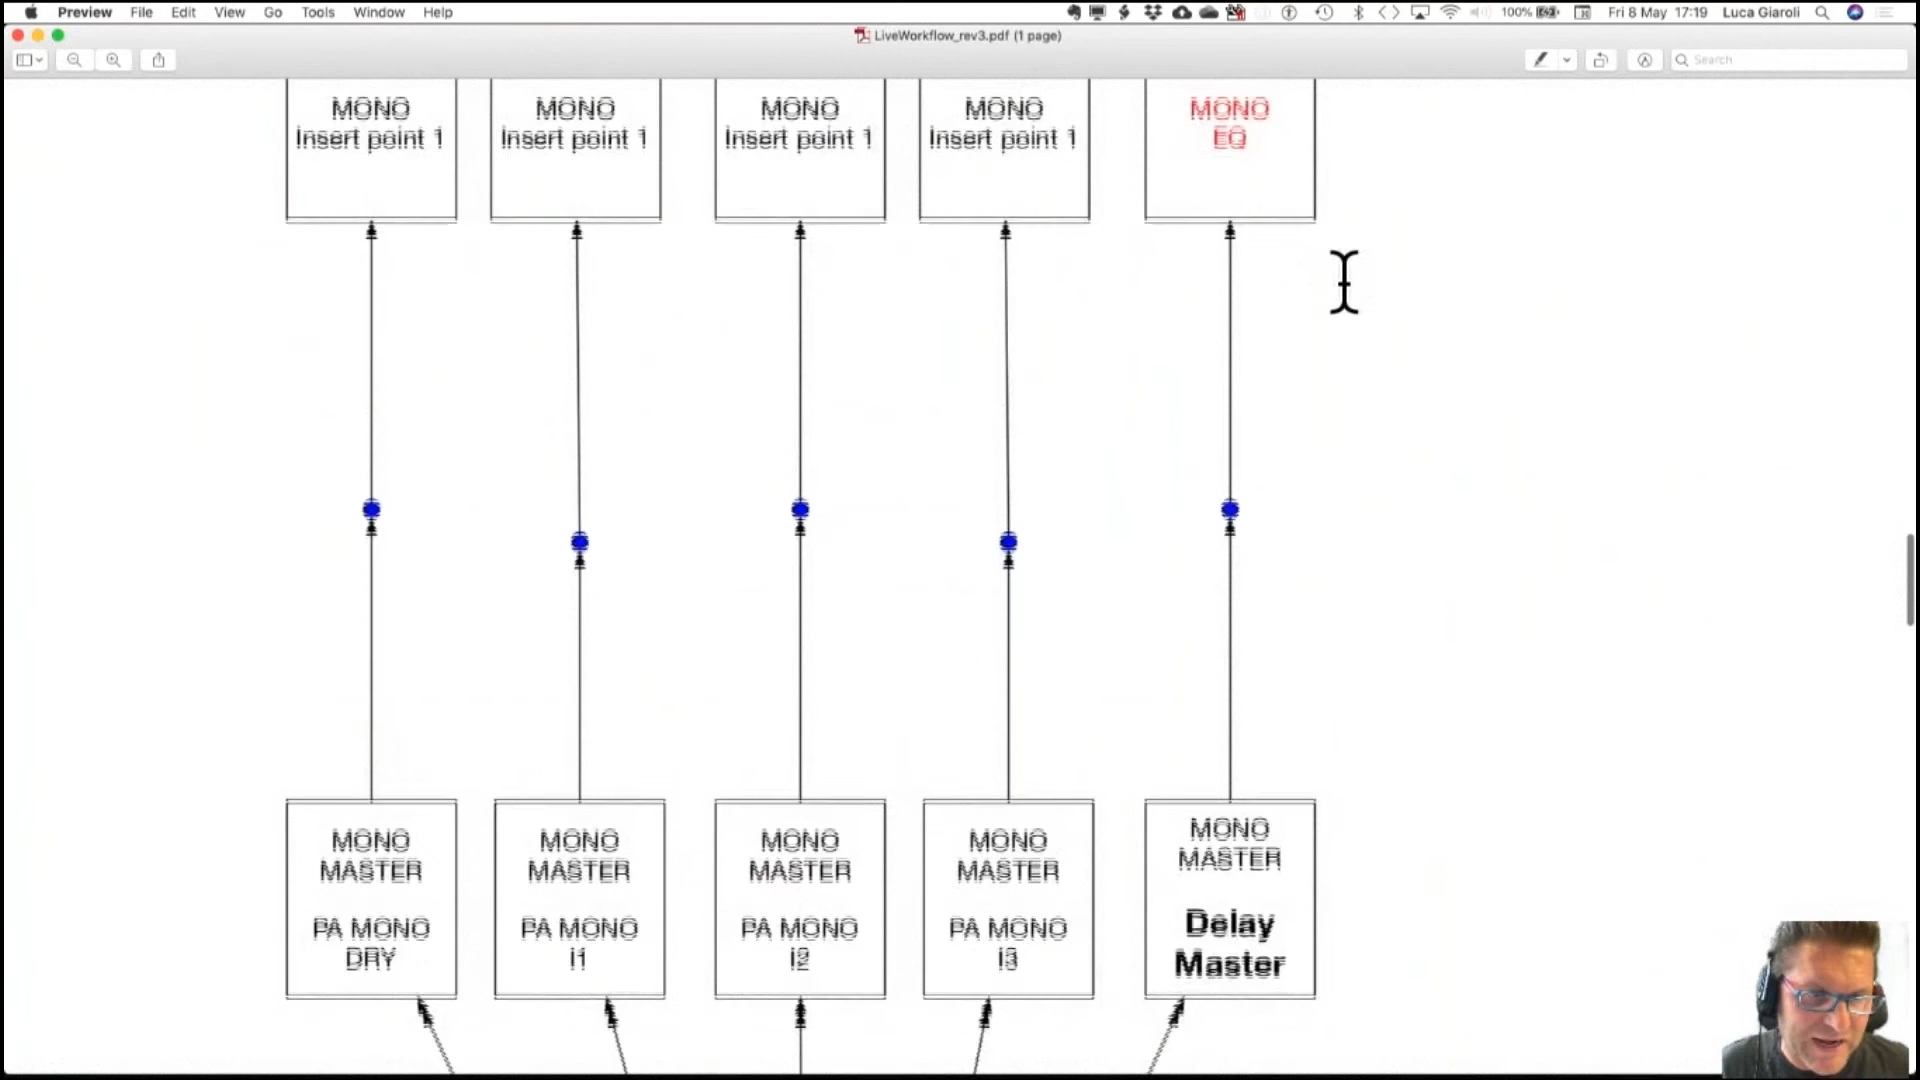 Preview File Edit View Go Tools Window Help
100% Fri 8 May 17:19 Luca Giaroli
LiveWorkflow_rev3.pdf (1 page)
Search
MONO
Insert point 1
MONO
Insert point 1
MONO
Insert point 1
MONO
Insert point 1
MONO
EQ
MONO
MASTER
PA MONO
DRY
MONO
MASTER
PA MONO
I1
MONO
MASTER
PA MONO
I2
MONO
MASTER
PA MONO
I3
MONO
MASTER
Delay
Master